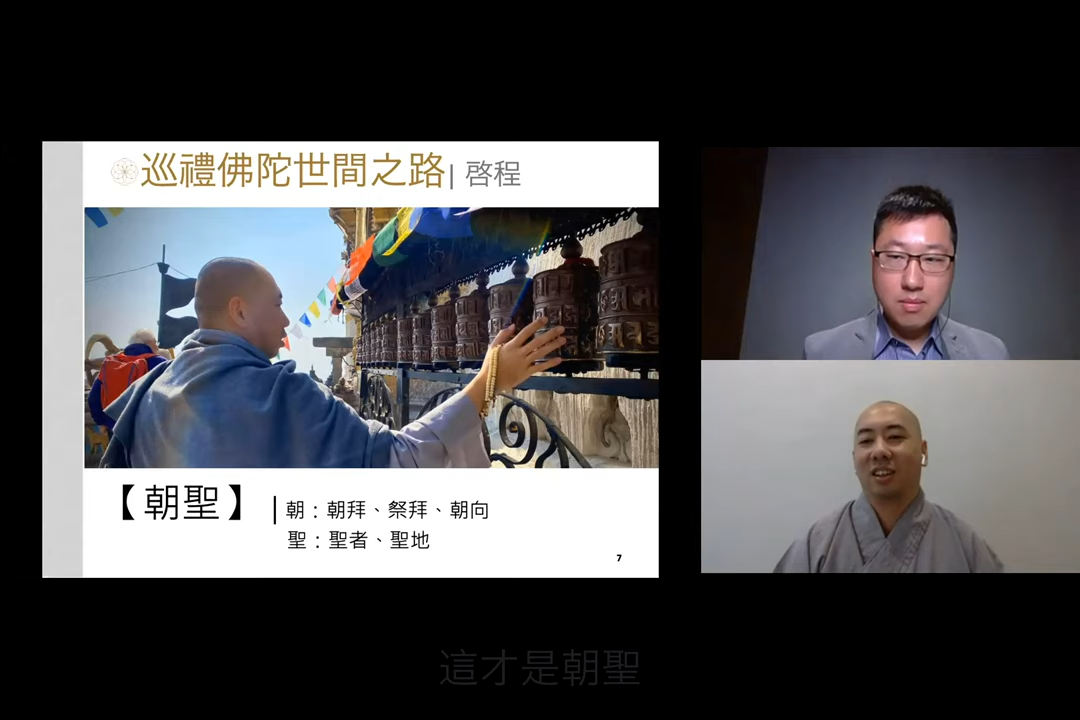 巡禮佛陀世間之路| 啓程
【朝聖】
朝：朝拜、祭拜、朝向
聖：聖者、聖地
7
這才是朝聖